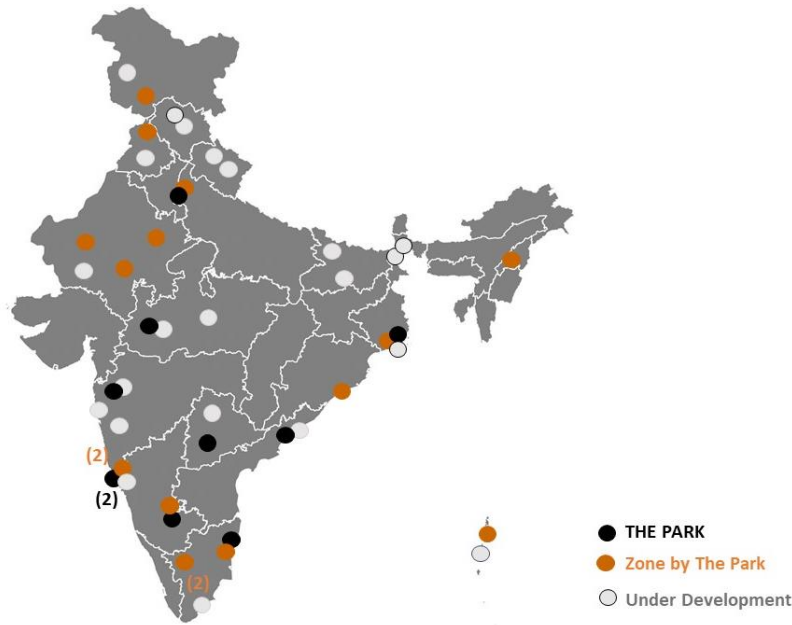 (2)
(2)
(2)
THE PARK
Zone by The Park
Under Development